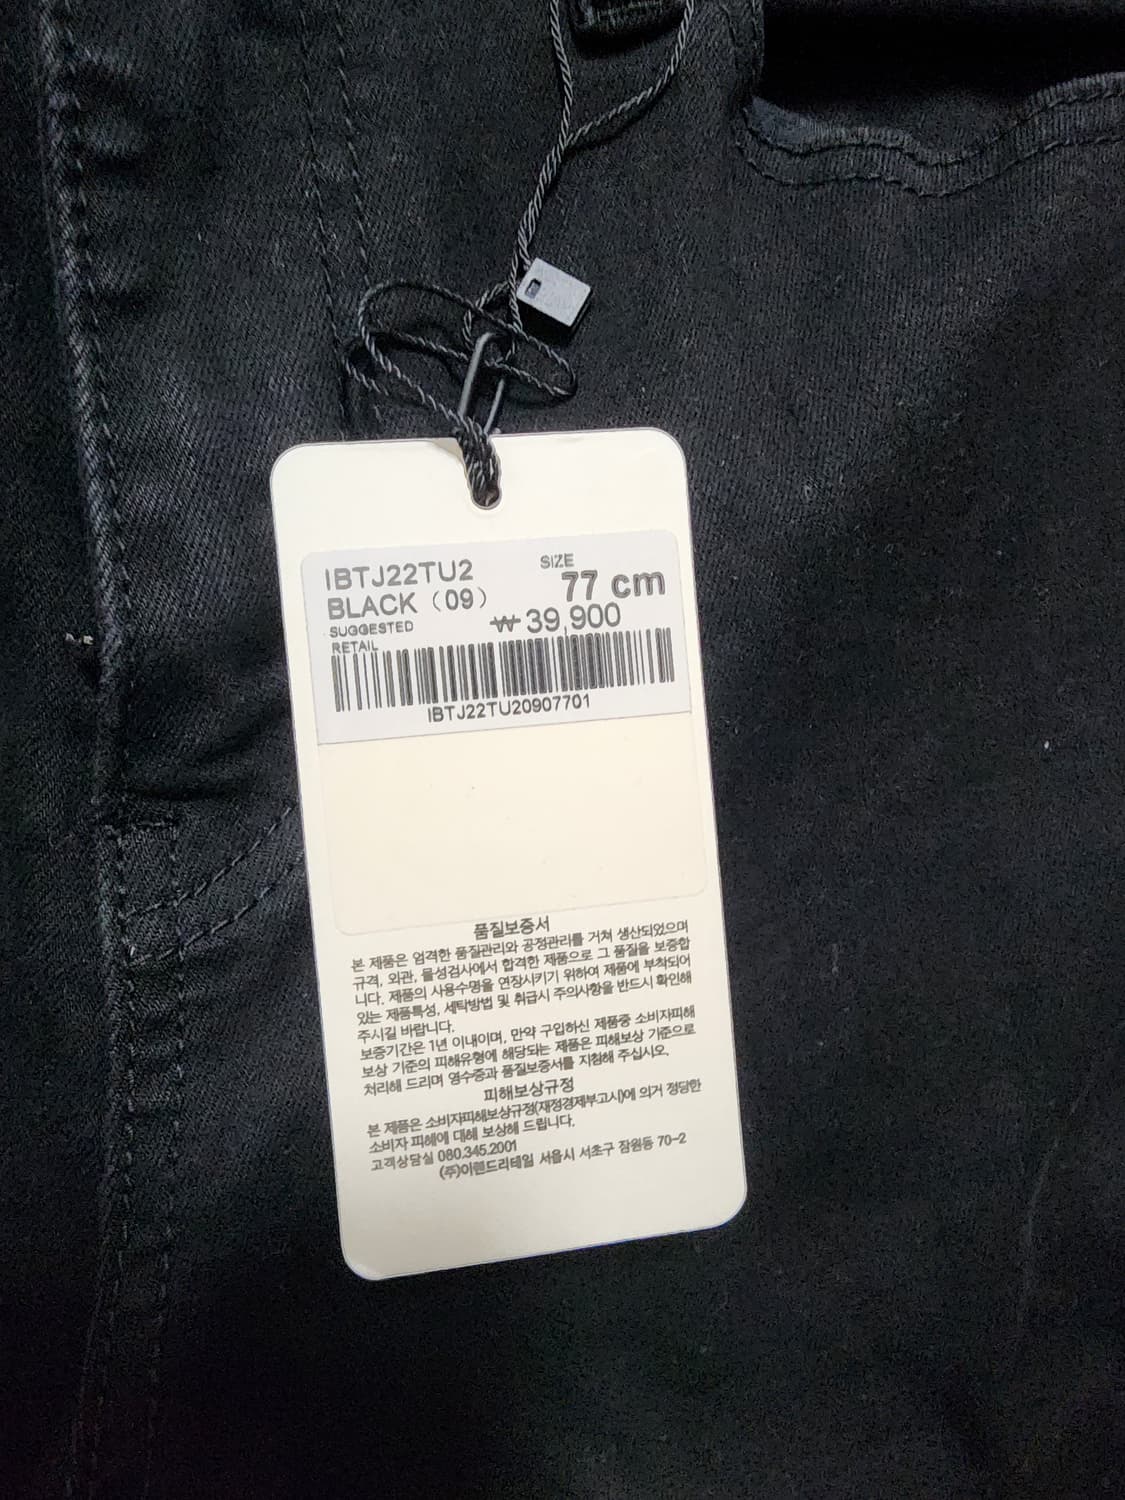 IBTJ22TU2
SIZE
BLACK (09)
77 cm
SUGGESTED
RETAIL
₩ 39,900
IBTJ22TU20907701
품질보증서
본 제품은 엄격한 품질관리와 공정관리를 거쳐 생산되었으며
규격, 외관, 물성검사에서 합격한 제품으로 그 품질을 보증합
니다. 제품의 사용수명을 연장시키기 위하여 제품에 부착되어
있는 제품특성, 세탁방법 및 취급시 주의사항을 반드시 확인해
주시길 바랍니다.
보증기간은 1년 이내이며, 만약 구입하신 제품중 소비자피해
보상 기준의 피해유형에 해당되는 제품은 피해보상 기준으로
처리해 드리며 영수증과 품질보증서를 지참해 주십시오.
피해보상규정
본 제품은 소비자피해보상규정(재정경제부고시)에 의거 정당한
소비자 피해에 대해 보상해 드립니다.
고객상담실 080.345.2001
(주)이랜드리테일 서울시 서초구 잠원동 70-2